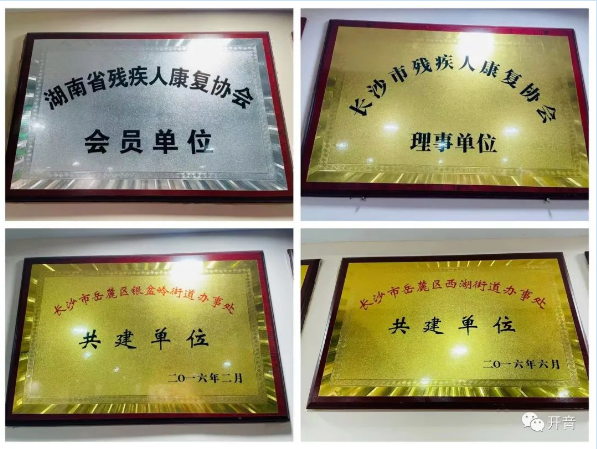 湖南省残疾人康复协会
会员单位
长沙市残疾人康复协会
理事单位
长沙市岳麓区银盆岭街道办事处
共建单位
二〇一六年二月
长沙市岳麓区西湖街道办事处
共建单位
二〇一六年六月
开音